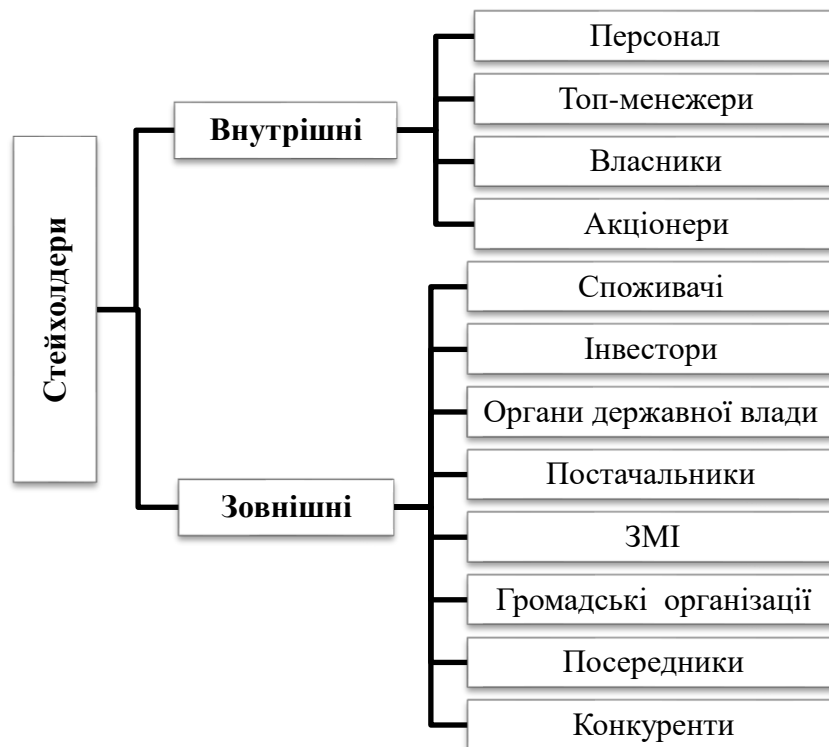 Стейхолдери
Внутрішні
Персонал
Топ-менежери
Власники
Акціонери
Зовнішні
Споживачі
Інвестори
Органи державної влади
Постачальники
ЗМІ
Громадські організації
Посередники
Конкуренти